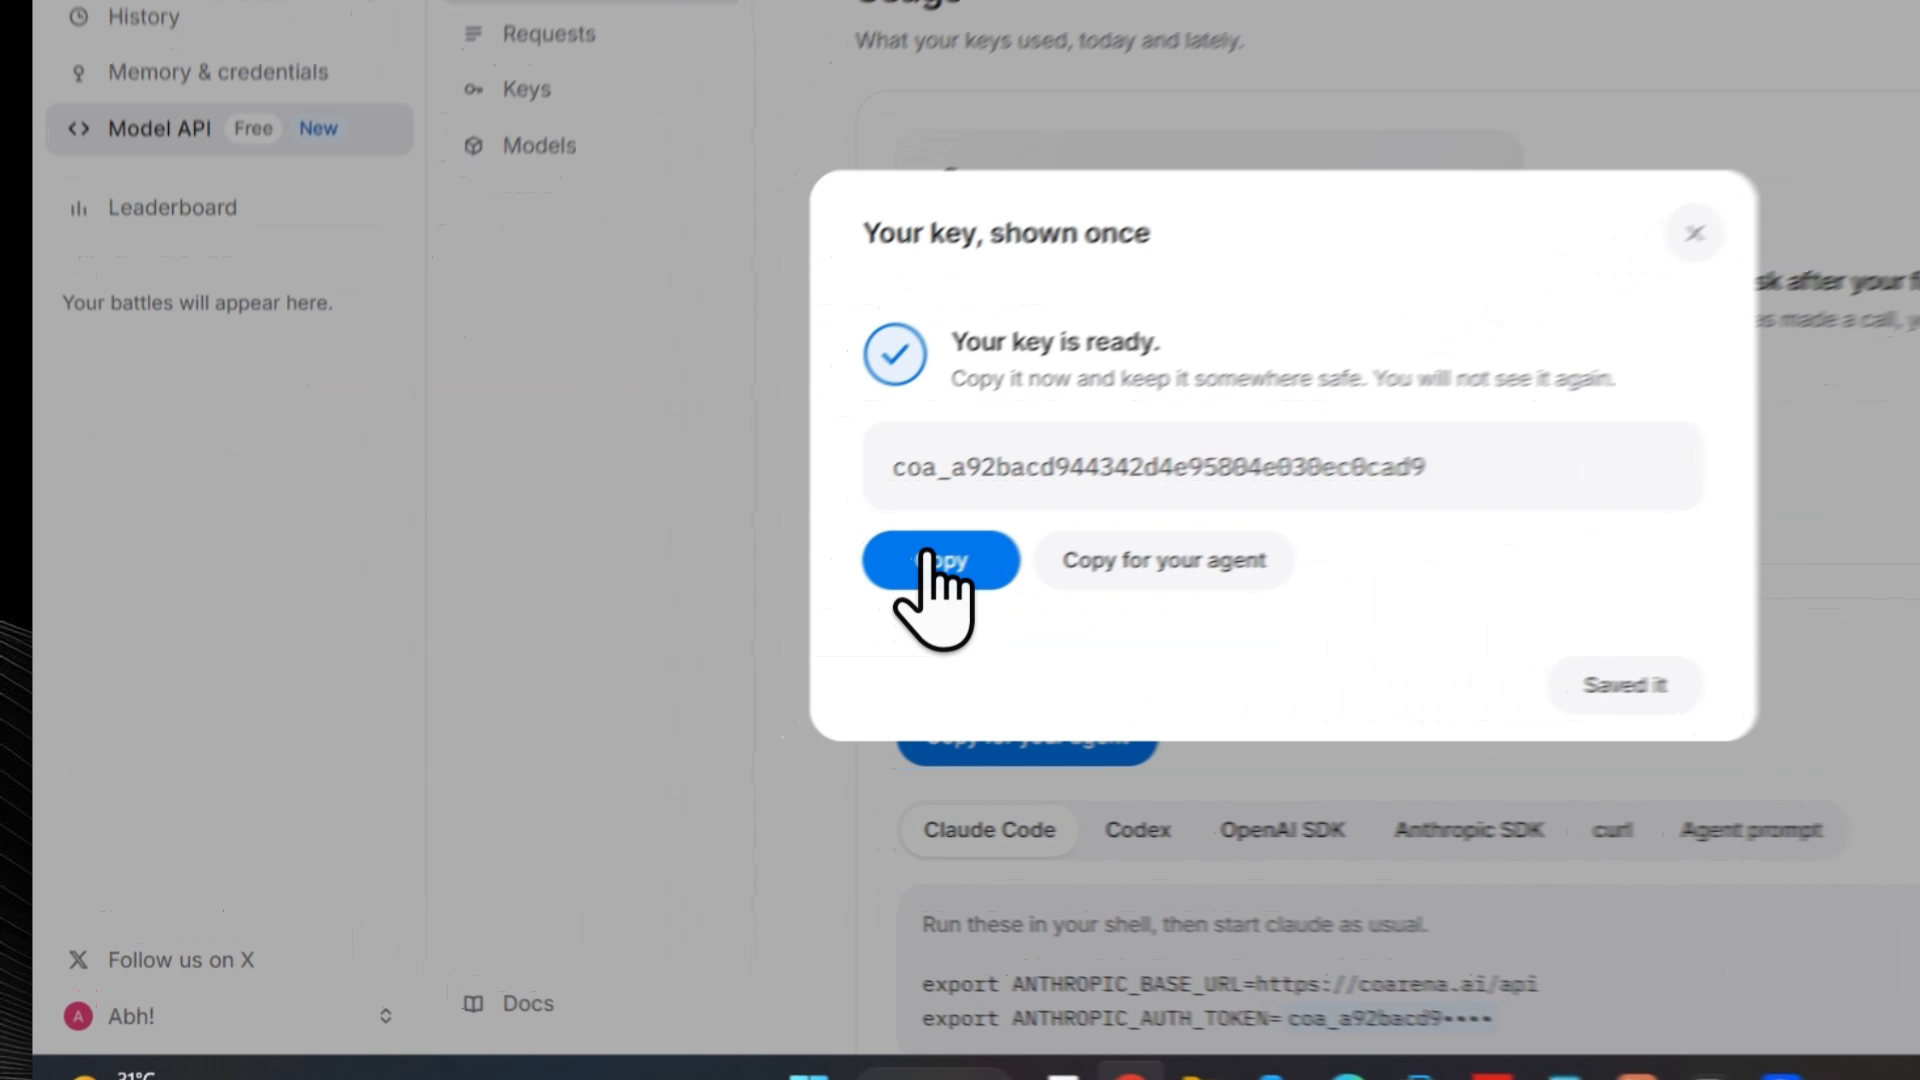 History
Memory & credentials
Model API Free New
Leaderboard
Your battles will appear here.
Follow us on X
A Abh!
Requests
Keys
Models
Docs
What your keys used, today and lately.
Your key, shown once
Your key is ready.
Copy it now and keep it somewhere safe. You will not see it again.
Copy for your agent
Saved it
Claude Code Codex OpenAI SDK Anthropic SDK curl Agent prompt
Run these in your shell, then start claude as usual.
export ANTHROPIC_BASE_URL=https://coarena.ai/api
export ANTHROPIC_AUTH_TOKEN=coa_a92bacd9••••